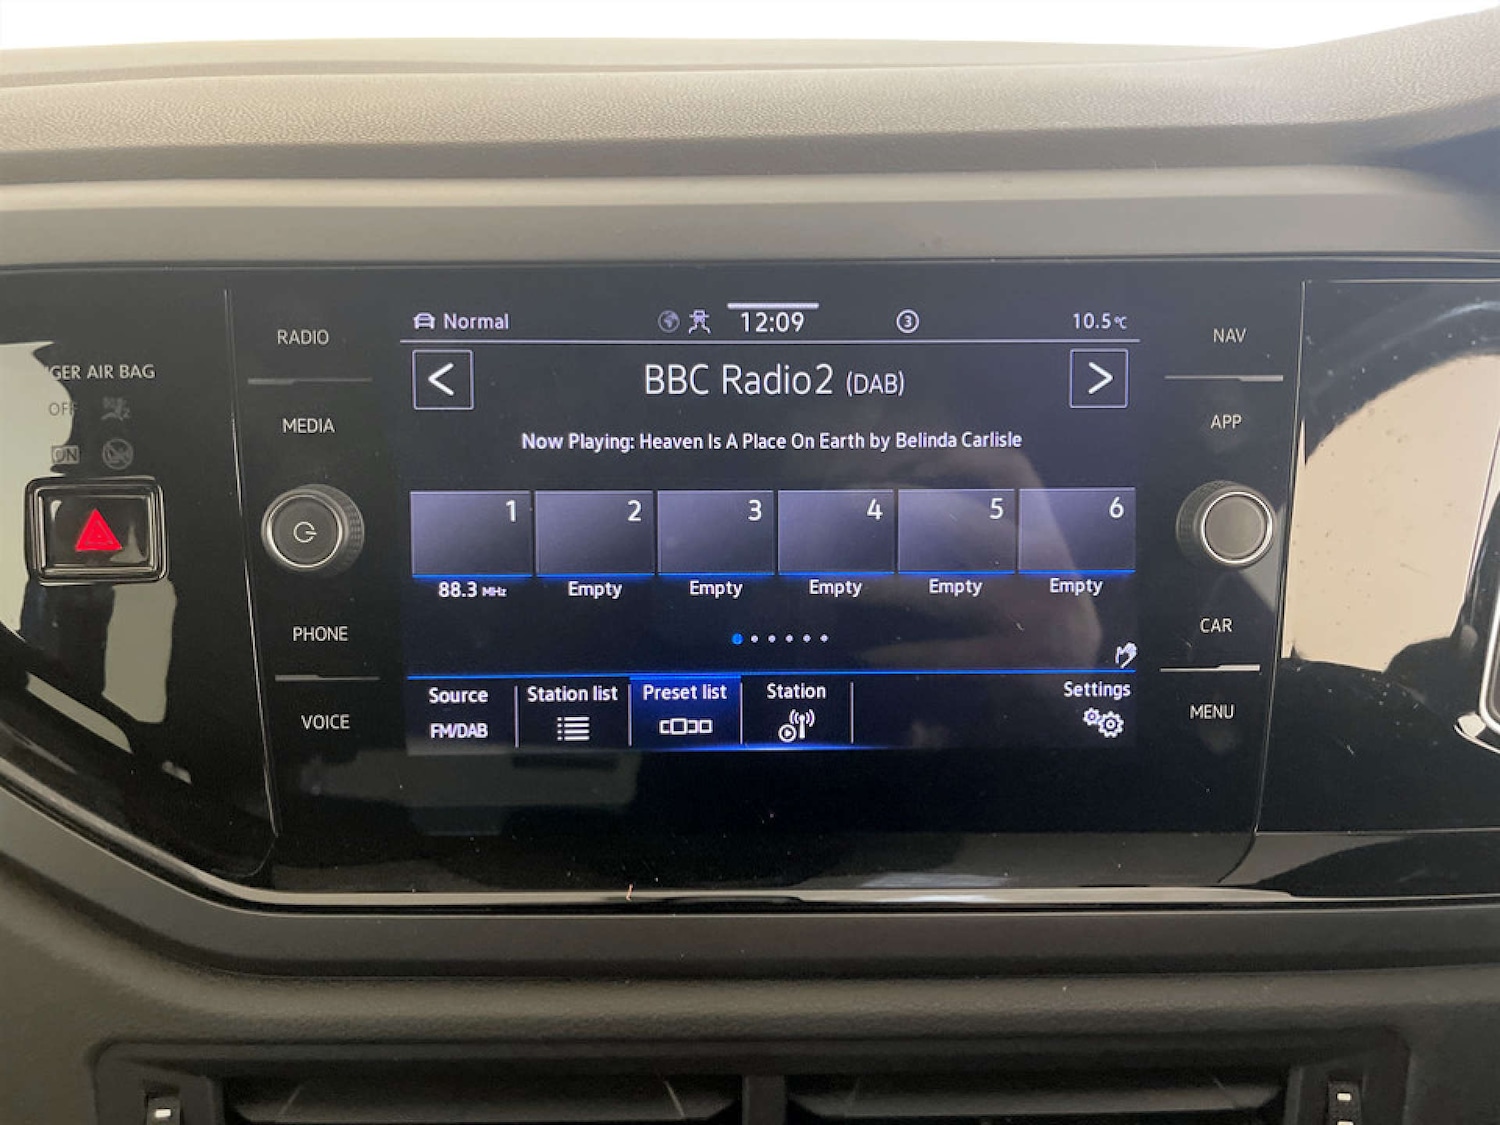 Normal
12:09
3
10.5°C
RADIO
NAV
GER AIR BAG
OFF
ON
MEDIA
APP
< BBC Radio2 (DAB) >
Now Playing: Heaven Is A Place On Earth by Belinda Carlisle
1 2 3 4 5 6
88.3 MHz Empty Empty Empty Empty Empty
PHONE
CAR
Source Station list Preset list Station Settings
FM/DAB
VOICE
MENU